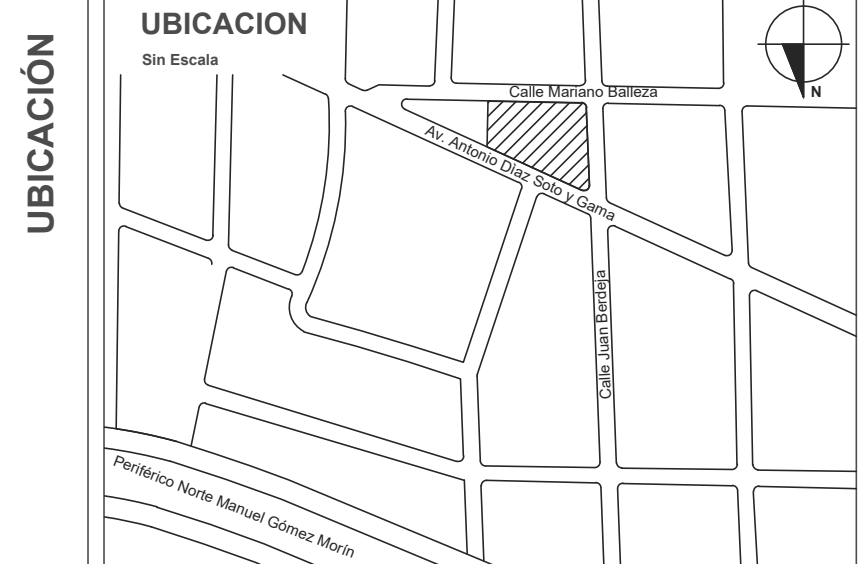 UBICACIÓN
UBICACION
Sin Escala
N
Calle Mariano Balleza
Av. Antonio Dìaz Soto y Gama
Calle Juan Berdeja
Periférico Norte Manuel Gómez Morín